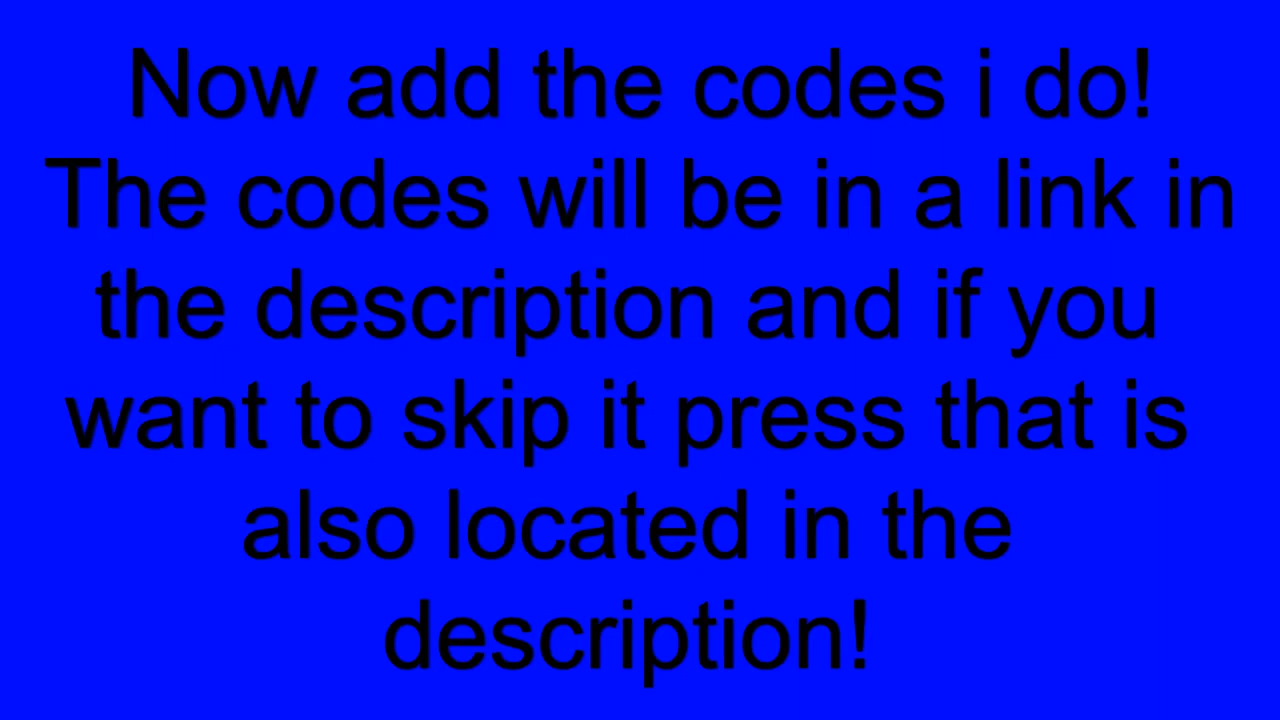 Now add the codes i do!
The codes will be in a link in
the description and if you
want to skip it press that is
also located in the
description!